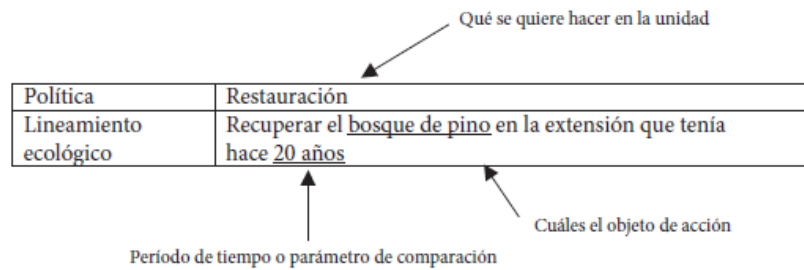 Qué se quiere hacer en la unidad
Política Restauración
Lineamiento ecológico Recuperar el bosque de pino en la extensión que tenía
hace 20 años
Cuáles el objeto de acción
Período de tiempo o parámetro de comparación